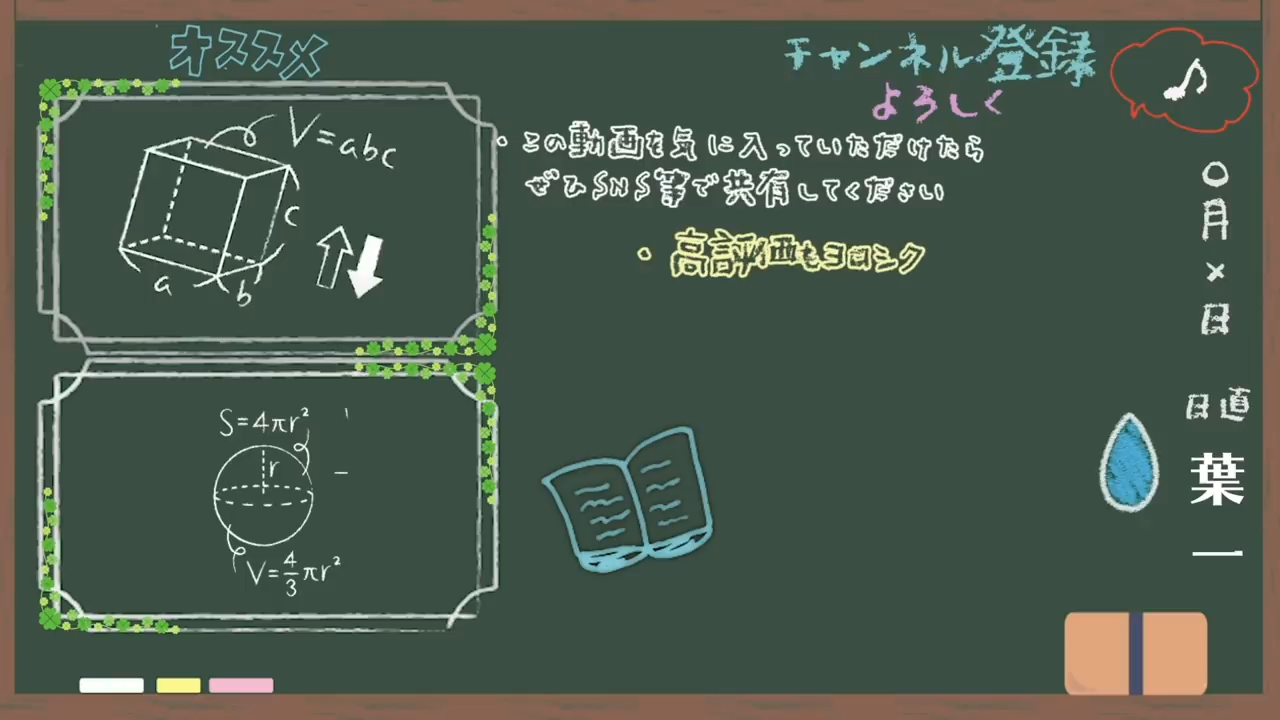 オススメ
V=abc
c
a
b
S=4πr²
r
V=4/3πr²
チャンネル登録
よろしく
・この動画を気に入っていただけたら
ぜひSNS等で共有してください
・高評価もヨロシク
♪
〇月×日
日直
葉一